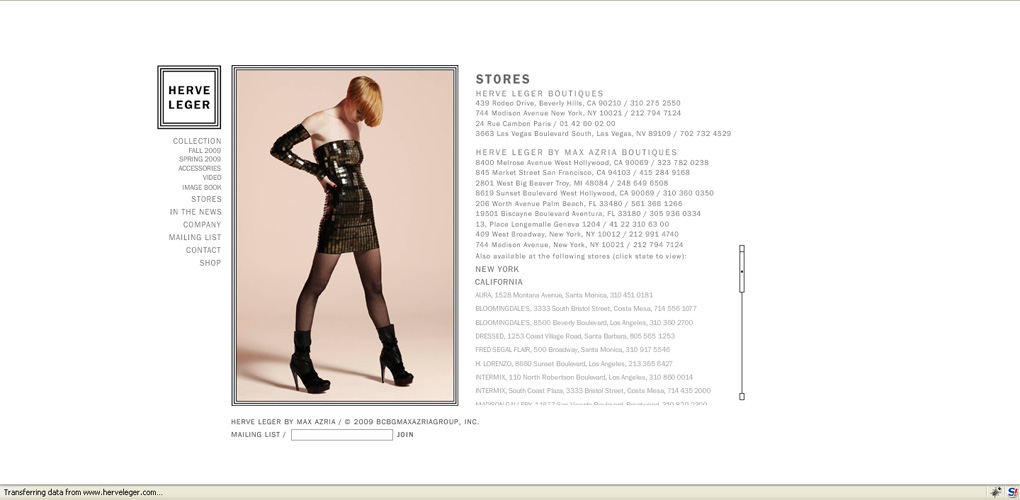 HERVE
LEGER
COLLECTION
FALL 2009
SPRING 2009
ACCESSORIES
VIDEO
IMAGE BOOK
STORES
IN THE NEWS
COMPANY
MAILING LIST
CONTACT
SHOP
STORES
HERVE LEGER BOUTIQUES
439 Rodeo Drive, Beverly Hills, CA 90210 / 310 275 2550
744 Madison Avenue New York, NY 10021 / 212 794 7124
24 Rue Cambon Paris / 01 42 60 02 00
3663 Las Vegas Boulevard South, Las Vegas, NV 89109 / 702 732 4529
HERVE LEGER BY MAX AZRIA BOUTIQUES
8400 Melrose Avenue West Hollywood, CA 90069 / 323 782 0238
845 Market Street San Francisco, CA 94103 / 415 284 9168
2801 West Big Beaver Troy, MI 48084 / 248 649 6508
8619 Sunset Boulevard West Hollywood, CA 90069 / 310 360 0350
206 Worth Avenue Palm Beach, FL 33480 / 561 366 1266
19501 Biscayne Boulevard Aventura, FL 33180 / 305 936 0334
13, Place Longemalle Geneva 1204 / 41 22 310 63 00
409 West Broadway, New York, NY 10012 / 212 991 4740
744 Madison Avenue, New York, NY 10021 / 212 794 7124
Also available at the following stores (click state to view):
NEW YORK
CALIFORNIA
AURA, 1528 Montana Avenue, Santa Monica, 310 451 0181
BLOOMINGDALE'S, 3333 South Bristol Street, Costa Mesa, 714 556 1077
BLOOMINGDALE'S, 8500 Beverly Boulevard, Los Angeles, 310 360 2700
DRESSED, 1253 Coast Village Road, Santa Barbara, 805 565 1253
FRED SEGAL FLAIR, 500 Broadway, Santa Monica, 310 917 5546
H. LORENZO, 8660 Sunset Boulevard, Los Angeles, 213 365 6427
INTERMIX, 110 North Robertson Boulevard, Los Angeles, 310 860 0014
INTERMIX, South Coast Plaza, 3333 Bristol Street, Costa Mesa, 714 435 2000
HERVE LEGER BY MAX AZRIA / © 2009 BCBGMAXAZRIAGROUP, INC.
MAILING LIST / JOIN
Transferring data from www.herveleger.com...